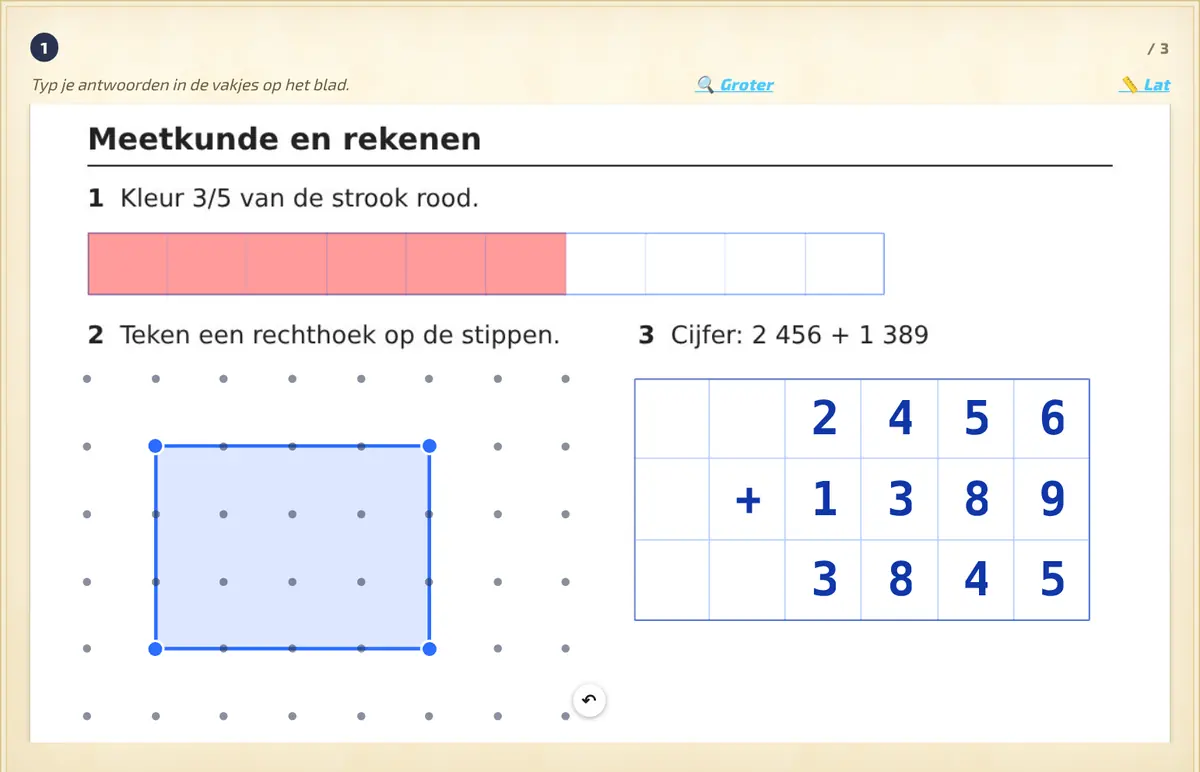 1
/ 3
Typ je antwoorden in de vakjes op het blad.
Groter
Lat
Meetkunde en rekenen
1 Kleur 3/5 van de strook rood.
2 Teken een rechthoek op de stippen.
3 Cijfer: 2 456 + 1 389
2 4 5 6
+ 1 3 8 9
3 8 4 5